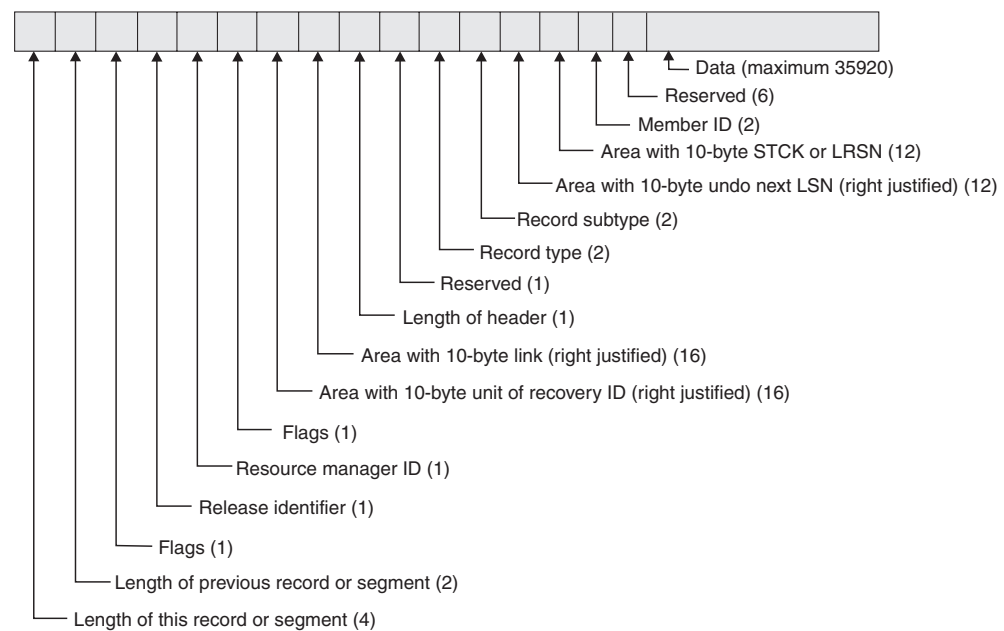 Data (maximum 35920)
Reserved (6)
Member ID (2)
Area with 10-byte STCK or LRSN (12)
Area with 10-byte undo next LSN (right justified) (12)
Record subtype (2)
Record type (2)
Reserved (1)
Length of header (1)
Area with 10-byte link (right justified) (16)
Area with 10-byte unit of recovery ID (right justified) (16)
Flags (1)
Resource manager ID (1)
Release identifier (1)
Flags (1)
Length of previous record or segment (2)
Length of this record or segment (4)